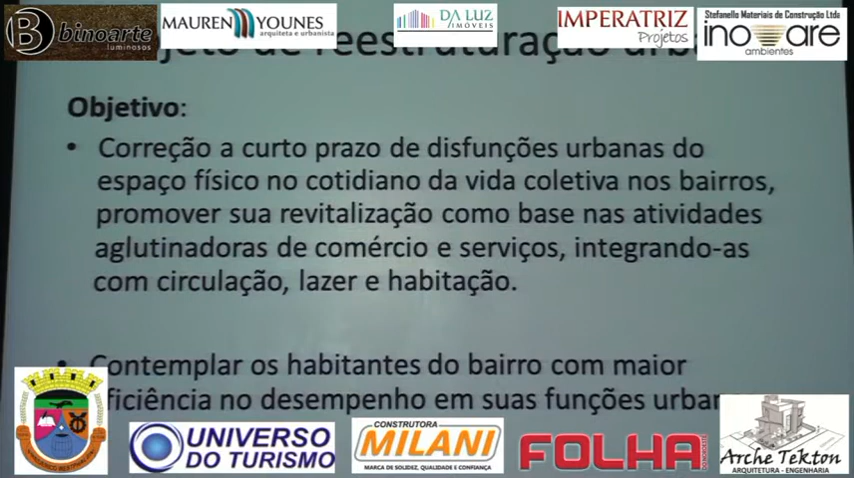 B binoarte
luminosos
MAUREN YOUNES
arquiteta e urbanista
DA LUZ
IMÓVEIS
IMPERATRIZ
Projetos
Stefanello Materiais de Construção Ltda
inovare
ambientes
de reestruturação
Objetivo:
• Correção a curto prazo de disfunções urbanas do
espaço físico no cotidiano da vida coletiva nos bairros,
promover sua revitalização como base nas atividades
aglutinadoras de comércio e serviços, integrando-as
com circulação, lazer e habitação.
• Contemplar os habitantes do bairro com maior
eficiência no desempenho em suas funções
UNIVERSO
DO TURISMO
CONSTRUTORA
MILANI
MARCA DE SOLIDEZ, QUALIDADE E CONFIANÇA
FOLHA
Arche Tekton
ARQUITETURA - ENGENHARIA